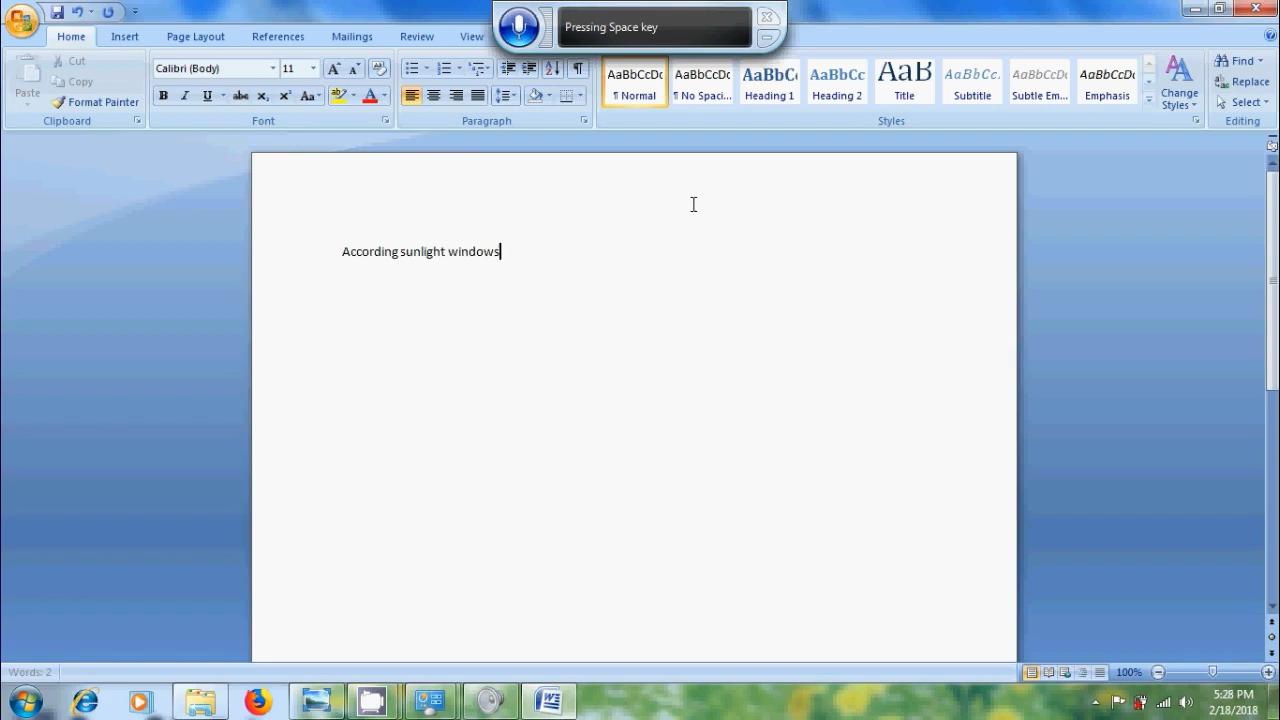 Pressing Space key
Home Insert Page Layout References Mailings Review View
Paste
Cut
Copy
Format Painter
Clipboard
Calibri (Body) 11
Font
Paragraph
AaBbCcDc AaBbCcDc AaBbC AaBbCc AaB AaBbCc. AaBbCcDc AaBbCcDc
¶ Normal ¶ No Spaci... Heading 1 Heading 2 Title Subtitle Subtle Em... Emphasis
Change Styles
Styles
Find
Replace
Select
Editing
According sunlight windows
Words: 2
100%
5:28 PM
2/18/2018